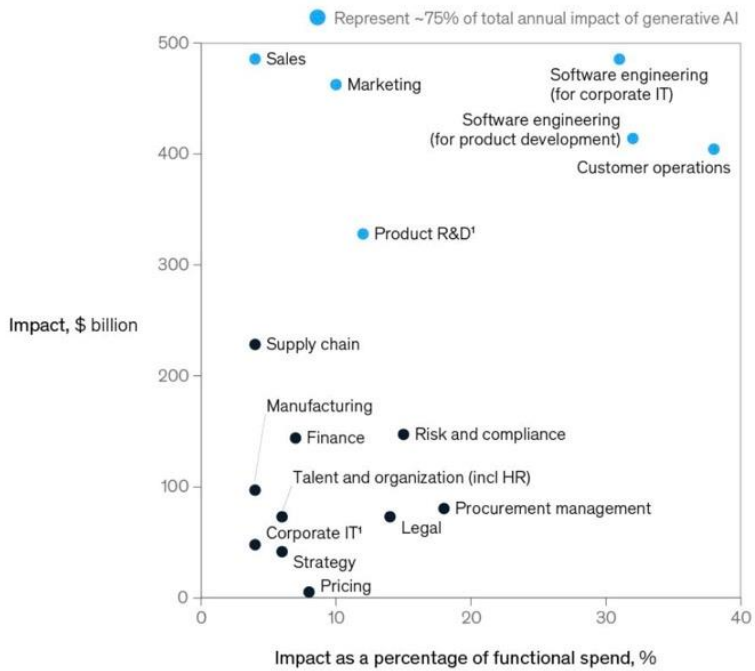 Represent ~75% of total annual impact of generative AI
500
Sales
Marketing
Software engineering
(for corporate IT)
Software engineering
(for product development)
400
Customer operations
Product R&D¹
300
Impact, $ billion
Supply chain
200
Manufacturing
Finance
Risk and compliance
Talent and organization (incl HR)
100
Procurement management
Legal
Corporate IT¹
Strategy
Pricing
0
0 10 20 30 40
Impact as a percentage of functional spend, %